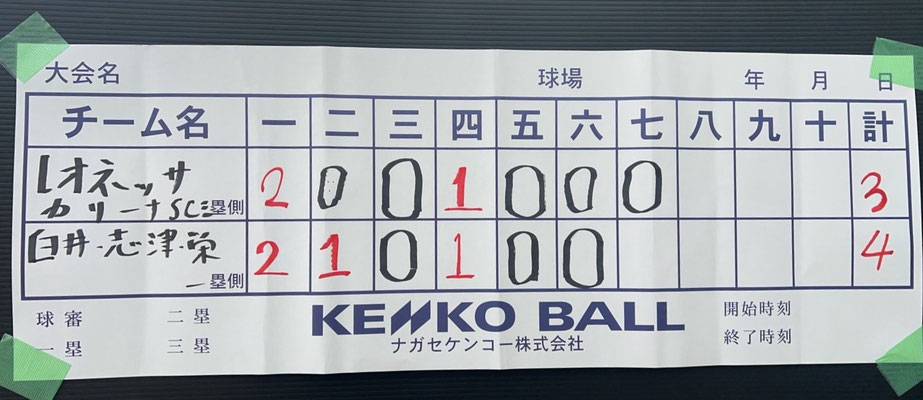 大会名 球場 年 月 日
チーム名 一 二 三 四 五 六 七 八 九 十 計
レオネッサ
カリーナSC 三塁側 2 0 0 1 0 0 0 3
白井・志津・栄
一塁側 2 1 0 1 0 0 4
球審 二塁 KENKO BALL 開始時刻
一塁 三塁 ナガセケンコー株式会社 終了時刻